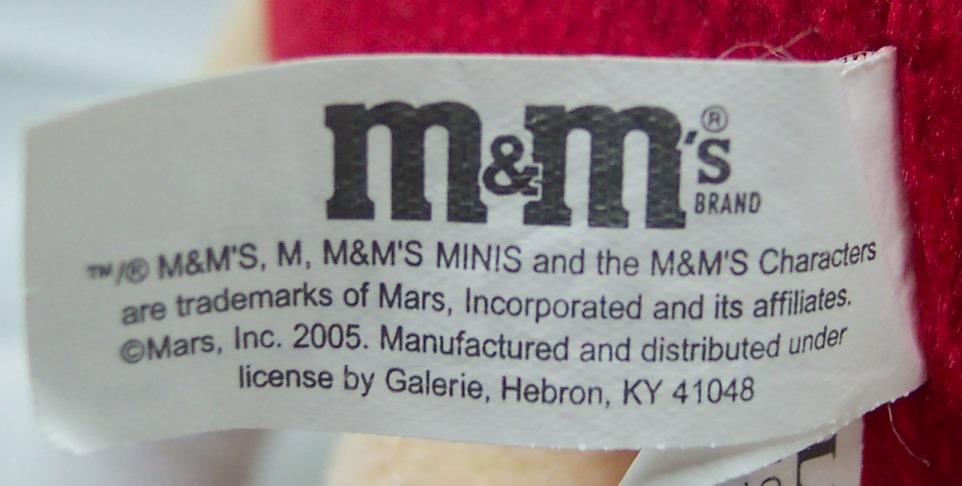 m&m's®
BRAND
™/® M&M'S, M, M&M'S MINIS and the M&M'S Characters
are trademarks of Mars, Incorporated and its affiliates.
©Mars, Inc. 2005. Manufactured and distributed under
license by Galerie, Hebron, KY 41048